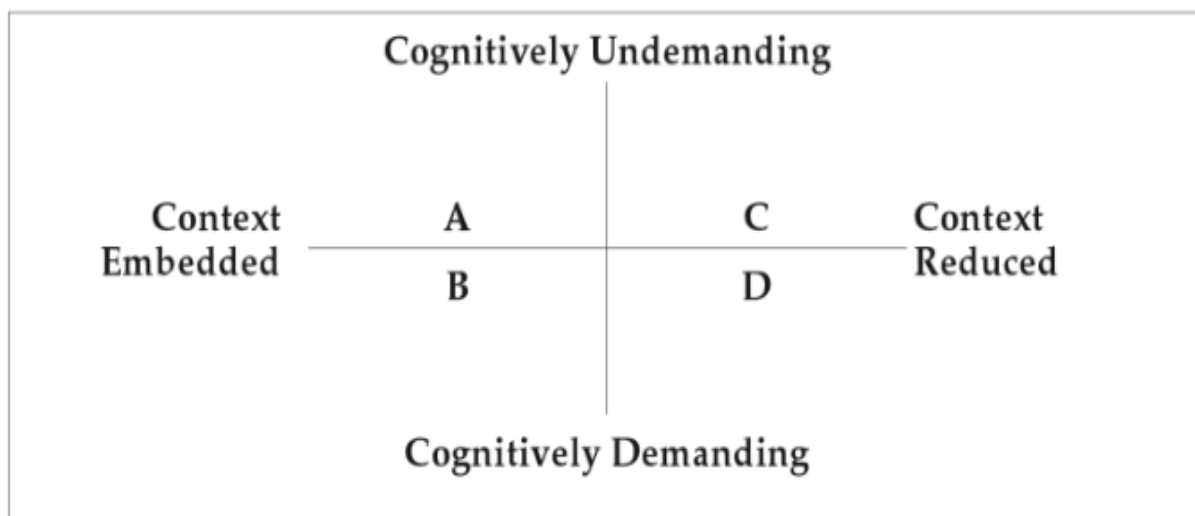 Cognitively Undemanding
Context
Embedded
A
C
Context
Reduced
B
D
Cognitively Demanding